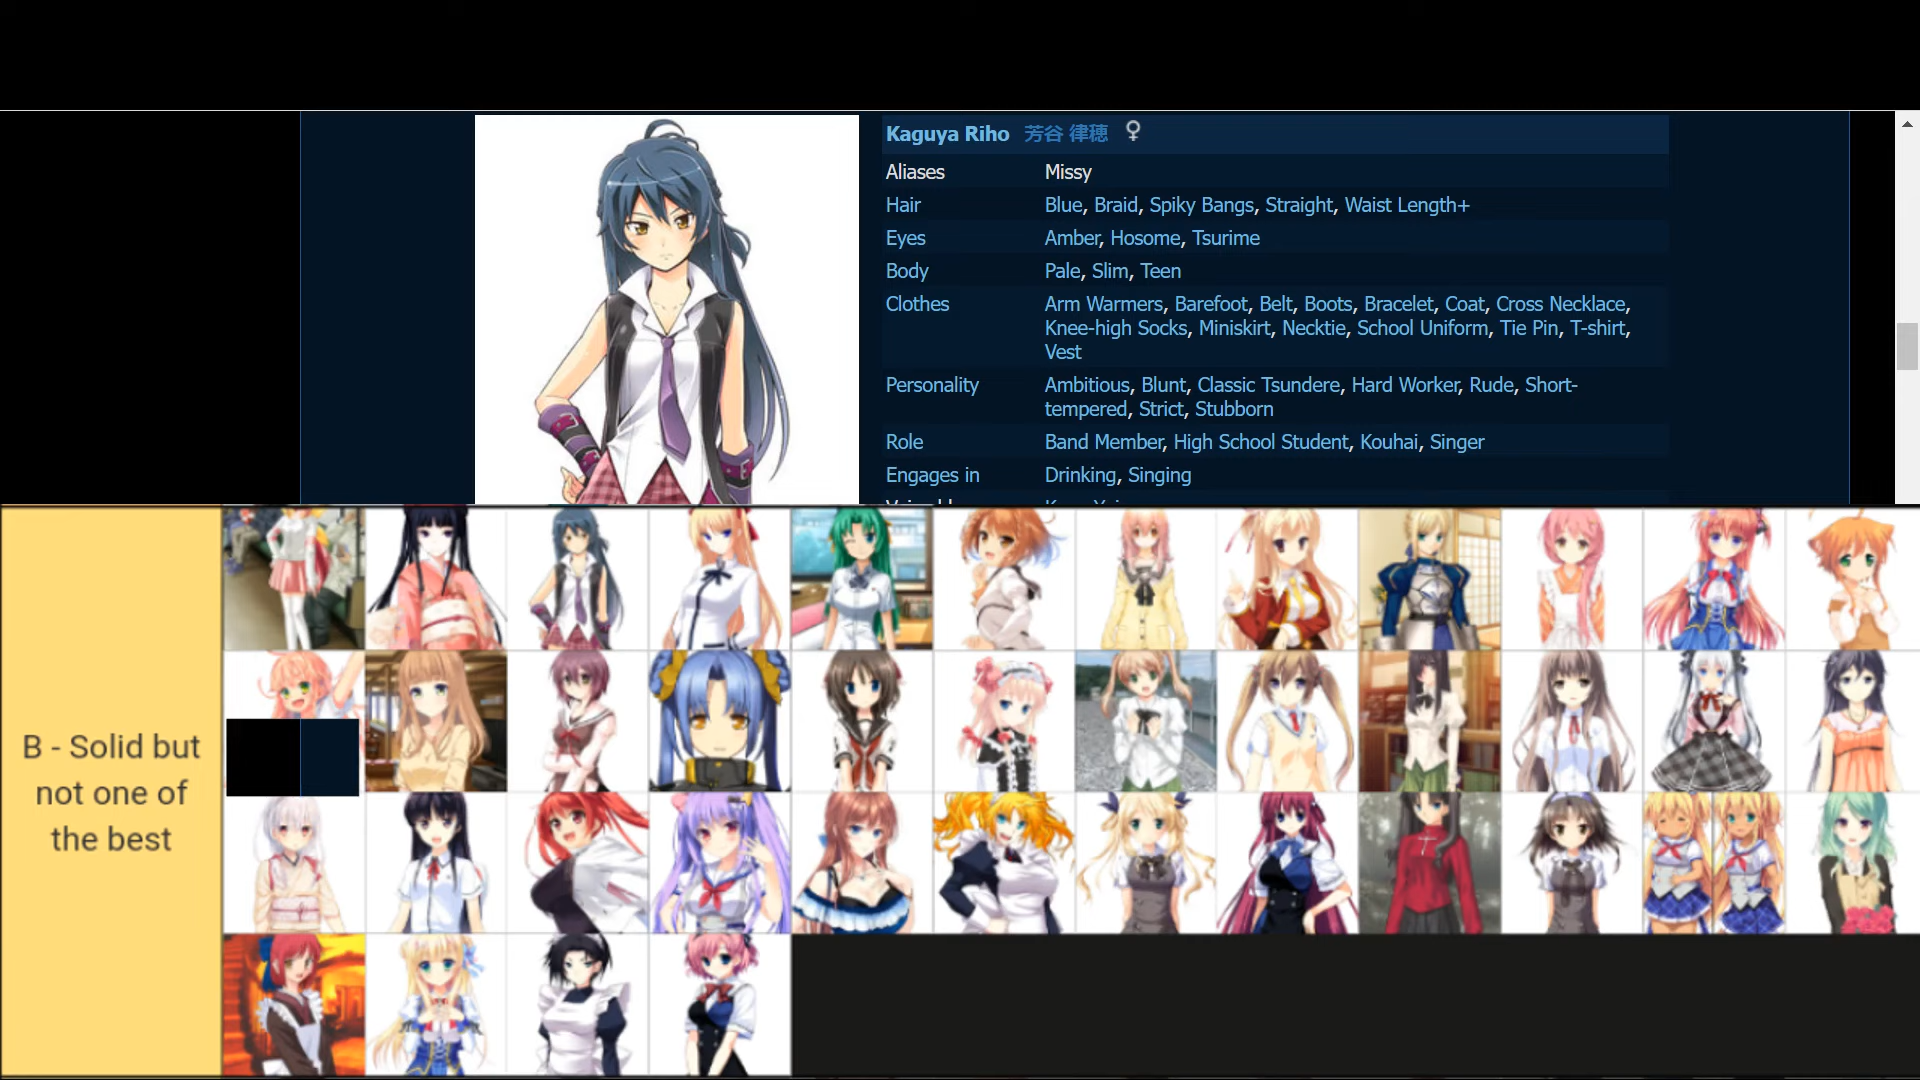 Kaguya Riho 芳谷 律穂 ♀
Aliases Missy
Hair Blue, Braid, Spiky Bangs, Straight, Waist Length+
Eyes Amber, Hosome, Tsurime
Body Pale, Slim, Teen
Clothes Arm Warmers, Barefoot, Belt, Boots, Bracelet, Coat, Cross Necklace,
Knee-high Socks, Miniskirt, Necktie, School Uniform, Tie Pin, T-shirt,
Vest
Personality Ambitious, Blunt, Classic Tsundere, Hard Worker, Rude, Short-
tempered, Strict, Stubborn
Role Band Member, High School Student, Kouhai, Singer
Engages in Drinking, Singing
B - Solid but
not one of
the best